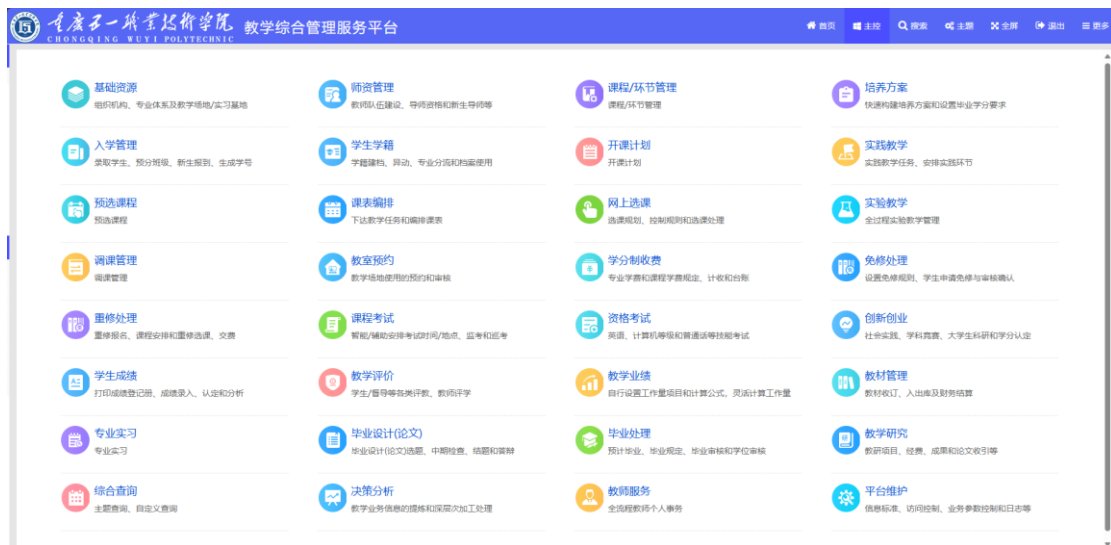 重庆五一职业技术学院 教学综合管理服务平台
CHONGQING WUYI POLYTECHNIC
首页 主控 搜索 主题 全屏 退出 更多
基础资源 师资管理 课程/环节管理 培养方案
组织机构、专业体系及教学场地/实习基地 教师队伍建设、导师资格和新生导师等 课程/环节管理 快速构建培养方案和设置毕业学分要求
入学管理 学生学籍 开课计划 实践教学
录取学生、预分班级、新生报到、生成学号 学籍建档、异动、专业分流和档案使用 开课计划 实践教学任务、安排实践环节
预选课程 课表编排 网上选课 实验教学
预选课程 下达教学任务和编排课表 选课规划、控制规则和选课处理 全过程实验教学管理
调课管理 教室预约 学分制收费 免修处理
调课管理 教学场地使用的预约和审核 专业学费和课程学费规定、计收和台账 设置免修规则、学生申请免修与审核确认
重修处理 课程考试 资格考试 创新创业
重修报名、课程安排和重修选课、交费 智能/辅助安排考试时间/地点、监考和巡考 英语、计算机等级和普通话等技能考试 社会实践、学科竞赛、大学生科研和学分认定
学生成绩 教学评价 教学业绩 教材管理
打印成绩登记册、成绩录入、认定和分析 学生/督导等各类评教、教师评学 自行设置工作量项目和计算公式、灵活计算工作量 教材收订、入出库及财务结算
专业实习 毕业设计(论文) 毕业处理 教学研究
专业实习 毕业设计(论文)选题、中期检查、结题和答辩 预计毕业、毕业规定、毕业审核和学位审核 教研项目、经费、成果和论文收引等
综合查询 决策分析 教师服务 平台维护
主题查询、自定义查询 教学业务信息的提炼和深层次加工处理 全流程教师个人事务 信息标准、访问控制、业务参数控制和日志等